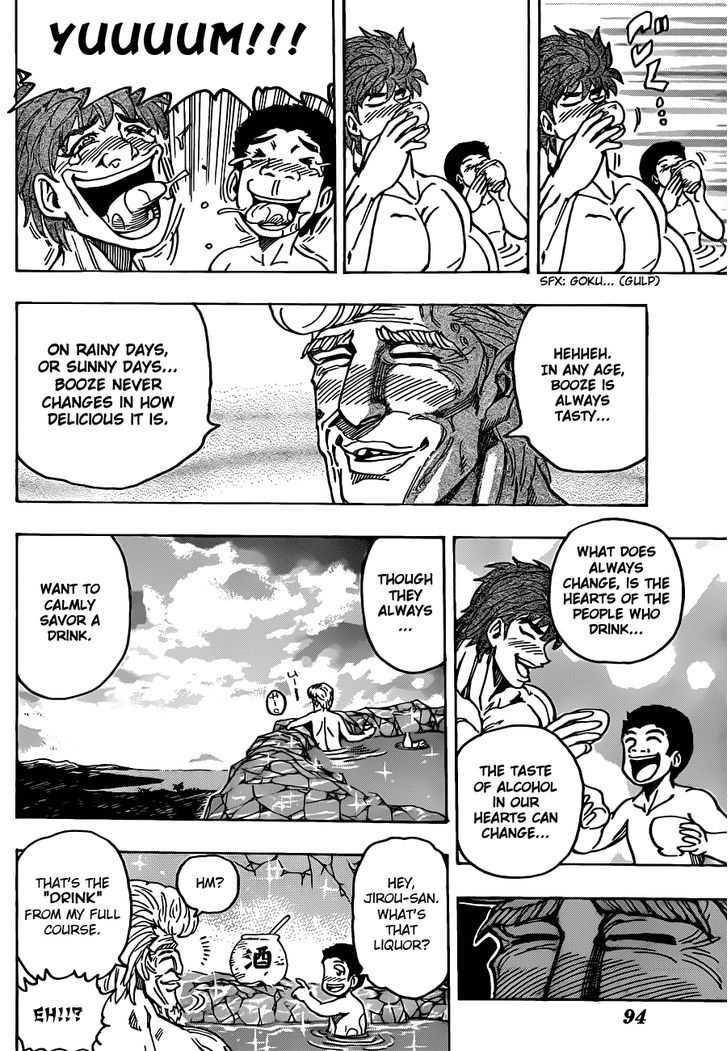 ゴク...
SFX: GOKU... (GULP)
YUUUUM!!!
HEHHEH.
IN ANY AGE,
BOOZE IS
ALWAYS
TASTY...
ON RAINY DAYS,
OR SUNNY DAYS...
BOOZE NEVER
CHANGES IN HOW
DELICIOUS IT IS.
WHAT DOES
ALWAYS
CHANGE, IS THE
HEARTS OF THE
PEOPLE WHO
DRINK...
THE TASTE
OF ALCOHOL
IN OUR
HEARTS CAN
CHANGE...
THOUGH
THEY
ALWAYS
...
WANT TO
CALMLY
SAVOR A
DRINK.
HEY,
JIROU-SAN.
WHAT'S
THAT
LIQUOR?
酒
HM?
THAT'S THE
"DRINK"
FROM MY FULL
COURSE.
EH!!?
94